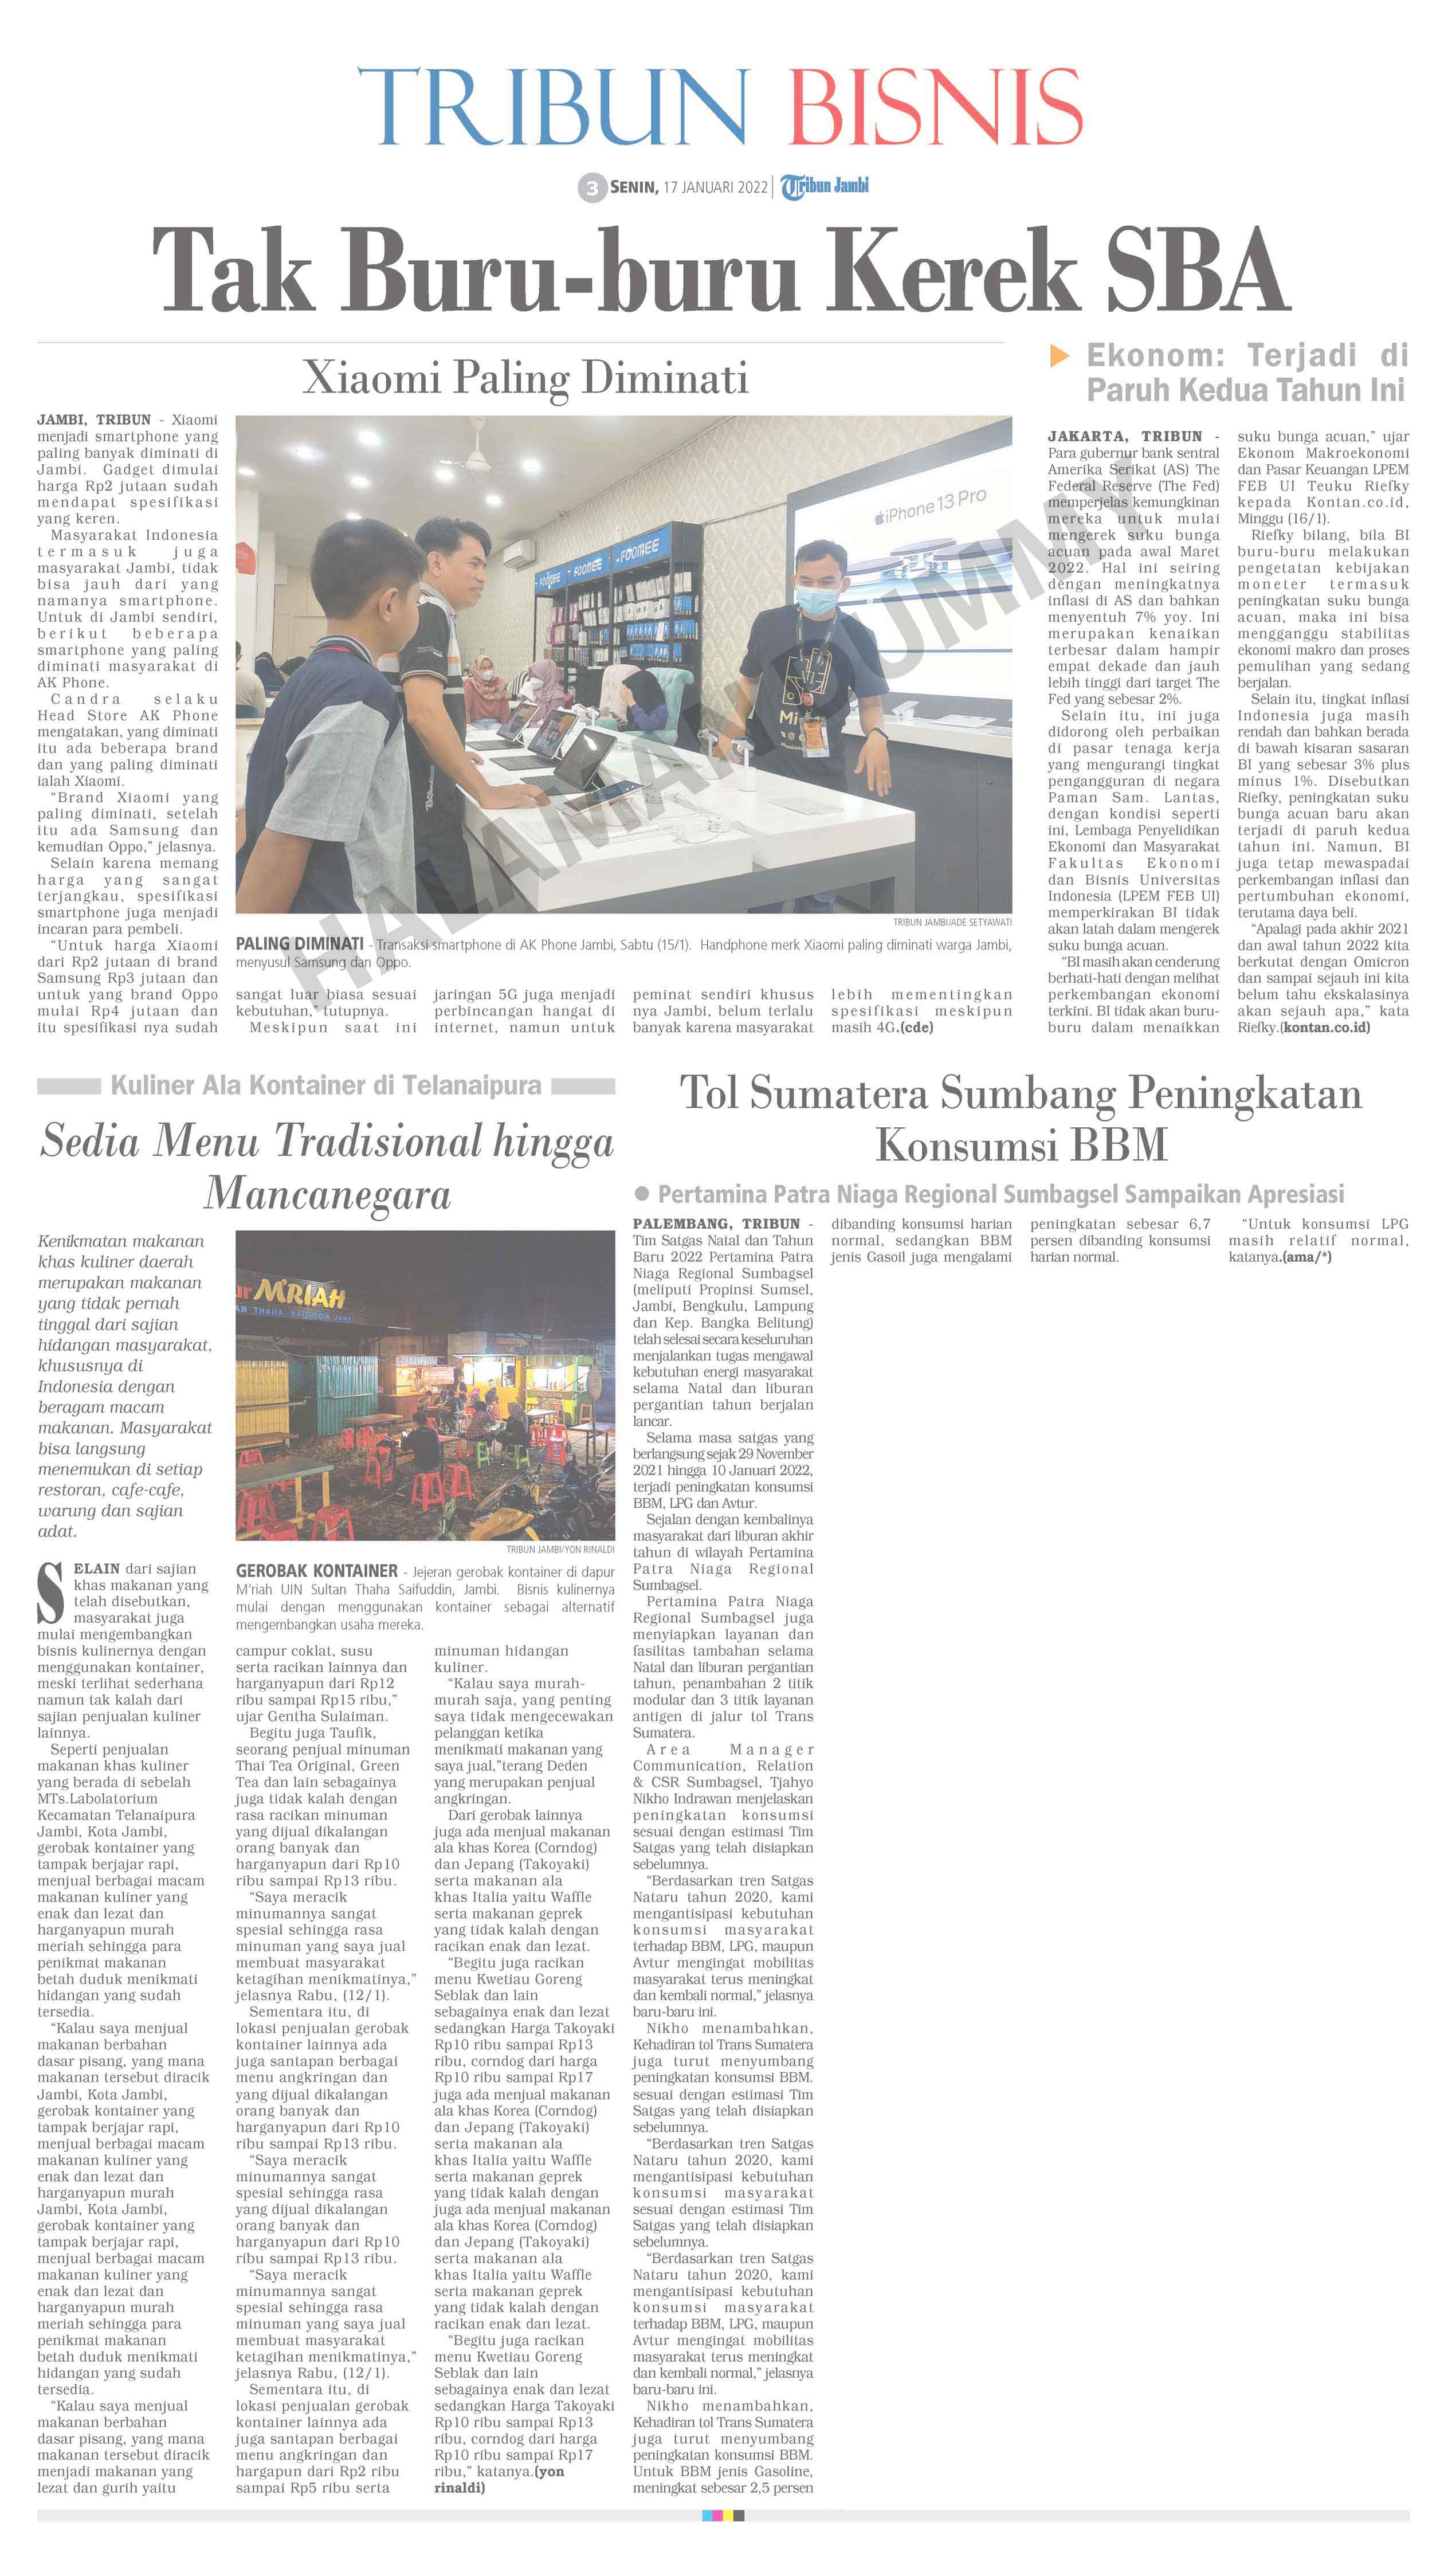 TRIBUN BISNIS
3 SENIN, 17 JANUARI 2022 | Tribun Jambi
Tak Buru-buru Kerek SBA
Xiaomi Paling Diminati
JAMBI, TRIBUN - Xiaomi
menjadi smartphone yang
paling banyak diminati di
Jambi. Gadget dimulai
harga Rp2 jutaan sudah
mendapat spesifikasi
yang keren.
Masyarakat Indonesia
termasuk juga
masyarakat Jambi, tidak
bisa jauh dari yang
namanya smartphone.
Untuk di Jambi sendiri,
berikut beberapa
smartphone yang paling
diminati masyarakat di
AK Phone.
Candra selaku
Head Store AK Phone
mengatakan, yang diminati
itu ada beberapa brand
dan yang paling diminati
ialah Xiaomi.
“Brand Xiaomi yang
paling diminati, setelah
itu ada Samsung dan
kemudian Oppo,” jelasnya.
Selain karena memang
harga yang sangat
terjangkau, spesifikasi
smartphone juga menjadi
incaran para pembeli.
“Untuk harga Xiaomi
dari Rp2 jutaan di brand
Samsung Rp3 jutaan dan
untuk yang brand Oppo
mulai Rp4 jutaan dan
itu spesifikasi nya sudah
iPhone 13 Pro
FOOMEE
FOOMEE
FOOMEE
Mi
HALAMAN DUMMY
TRIBUN JAMBI/ADE SETYAWATI
PALING DIMINATI - Transaksi smartphone di AK Phone Jambi, Sabtu (15/1). Handphone merk Xiaomi paling diminati warga Jambi,
menyusul Samsung dan Oppo.
sangat luar biasa sesuai
kebutuhan,” tutupnya.
Meskipun saat ini
jaringan 5G juga menjadi
perbincangan hangat di
internet, namun untuk
peminat sendiri khusus
nya Jambi, belum terlalu
banyak karena masyarakat
lebih mementingkan
spesifikasi meskipun
masih 4G.(cde)
Ekonom: Terjadi di
Paruh Kedua Tahun Ini
JAKARTA, TRIBUN -
Para gubernur bank sentral
Amerika Serikat (AS) The
Federal Reserve (The Fed)
memperjelas kemungkinan
mereka untuk mulai
mengerek suku bunga
acuan pada awal Maret
2022. Hal ini seiring
dengan meningkatnya
inflasi di AS dan bahkan
menyentuh 7% yoy. Ini
merupakan kenaikan
terbesar dalam hampir
empat dekade dan jauh
lebih tinggi dari target The
Fed yang sebesar 2%.
Selain itu, ini juga
didorong oleh perbaikan
di pasar tenaga kerja
yang mengurangi tingkat
pengangguran di negara
Paman Sam. Lantas,
dengan kondisi seperti
ini, Lembaga Penyelidikan
Ekonomi dan Masyarakat
Fakultas Ekonomi
dan Bisnis Universitas
Indonesia (LPEM FEB UI)
memperkirakan BI tidak
akan latah dalam mengerek
suku bunga acuan.
“BI masih akan cenderung
berhati-hati dengan melihat
perkembangan ekonomi
terkini. BI tidak akan buru-
buru dalam menaikkan
suku bunga acuan,” ujar
Ekonom Makroekonomi
dan Pasar Keuangan LPEM
FEB UI Teuku Riefky
kepada Kontan.co.id,
Minggu (16/1).
Riefky bilang, bila BI
buru-buru melakukan
pengetatan kebijakan
moneter termasuk
peningkatan suku bunga
acuan, maka ini bisa
mengganggu stabilitas
ekonomi makro dan proses
pemulihan yang sedang
berjalan.
Selain itu, tingkat inflasi
Indonesia juga masih
rendah dan bahkan berada
di bawah kisaran sasaran
BI yang sebesar 3% plus
minus 1%. Disebutkan
Riefky, peningkatan suku
bunga acuan baru akan
terjadi di paruh kedua
tahun ini. Namun, BI
juga tetap mewaspadai
perkembangan inflasi dan
pertumbuhan ekonomi,
terutama daya beli.
“Apalagi pada akhir 2021
dan awal tahun 2022 kita
berkutat dengan Omicron
dan sampai sejauh ini kita
belum tahu ekskalasinya
akan sejauh apa,” kata
Riefky.(kontan.co.id)
Kuliner Ala Kontainer di Telanaipura
Sedia Menu Tradisional hingga
Mancanegara
Kenikmatan makanan
khas kuliner daerah
merupakan makanan
yang tidak pernah
tinggal dari sajian
hidangan masyarakat,
khususnya di
Indonesia dengan
beragam macam
makanan. Masyarakat
bisa langsung
menemukan di setiap
restoran, cafe-cafe,
warung dan sajian
adat.
SELAIN dari sajian
khas makanan yang
telah disebutkan,
masyarakat juga
mulai mengembangkan
bisnis kulinernya dengan
menggunakan kontainer,
meski terlihat sederhana
namun tak kalah dari
sajian penjualan kuliner
lainnya.
Seperti penjualan
makanan khas kuliner
yang berada di sebelah
MTs.Labolatorium
Kecamatan Telanaipura
Jambi, Kota Jambi,
gerobak kontainer yang
tampak berjajar rapi,
menjual berbagai macam
makanan kuliner yang
enak dan lezat dan
harganyapun murah
meriah sehingga para
penikmat makanan
betah duduk menikmati
hidangan yang sudah
tersedia.
“Kalau saya menjual
makanan berbahan
dasar pisang, yang mana
makanan tersebut diracik
Jambi, Kota Jambi,
gerobak kontainer yang
tampak berjajar rapi,
menjual berbagai macam
makanan kuliner yang
enak dan lezat dan
harganyapun murah
Jambi, Kota Jambi,
gerobak kontainer yang
tampak berjajar rapi,
menjual berbagai macam
makanan kuliner yang
enak dan lezat dan
harganyapun murah
meriah sehingga para
penikmat makanan
betah duduk menikmati
hidangan yang sudah
tersedia.
“Kalau saya menjual
makanan berbahan
dasar pisang, yang mana
makanan tersebut diracik
menjadi makanan yang
lezat dan gurih yaitu
M'RIAH
TRIBUN JAMBI/YON RINALDI
GEROBAK KONTAINER - Jejeran gerobak kontainer di dapur
M'riah UIN Sultan Thaha Saifuddin, Jambi. Bisnis kulinernya
mulai dengan menggunakan kontainer sebagai alternatif
mengembangkan usaha mereka.
campur coklat, susu
serta racikan lainnya dan
harganyapun dari Rp12
ribu sampai Rp15 ribu,”
ujar Gentha Sulaiman.
Begitu juga Taufik,
seorang penjual minuman
Thai Tea Original, Green
Tea dan lain sebagainya
juga tidak kalah dengan
rasa racikan minuman
yang dijual dikalangan
orang banyak dan
harganyapun dari Rp10
ribu sampai Rp13 ribu.
“Saya meracik
minumannya sangat
spesial sehingga rasa
minuman yang saya jual
membuat masyarakat
ketagihan menikmatinya,”
jelasnya Rabu, (12/1).
Sementara itu, di
lokasi penjualan gerobak
kontainer lainnya ada
juga santapan berbagai
menu angkringan dan
yang dijual dikalangan
orang banyak dan
harganyapun dari Rp10
ribu sampai Rp13 ribu.
“Saya meracik
minumannya sangat
spesial sehingga rasa
yang dijual dikalangan
orang banyak dan
harganyapun dari Rp10
ribu sampai Rp13 ribu.
“Saya meracik
minumannya sangat
spesial sehingga rasa
minuman yang saya jual
membuat masyarakat
ketagihan menikmatinya,”
jelasnya Rabu, (12/1).
Sementara itu, di
lokasi penjualan gerobak
kontainer lainnya ada
juga santapan berbagai
menu angkringan dan
hargapun dari Rp2 ribu
sampai Rp5 ribu serta
minuman hidangan
kuliner.
“Kalau saya murah-
murah saja, yang penting
saya tidak mengecewakan
pelanggan ketika
menikmati makanan yang
saya jual,”terang Deden
yang merupakan penjual
angkringan.
Dari gerobak lainnya
juga ada menjual makanan
ala khas Korea (Corndog)
dan Jepang (Takoyaki)
serta makanan ala
khas Italia yaitu Waffle
serta makanan geprek
yang tidak kalah dengan
racikan enak dan lezat.
“Begitu juga racikan
menu Kwetiau Goreng
Seblak dan lain
sebagainya enak dan lezat
sedangkan Harga Takoyaki
Rp10 ribu sampai Rp13
ribu, corndog dari harga
Rp10 ribu sampai Rp17
juga ada menjual makanan
ala khas Korea (Corndog)
dan Jepang (Takoyaki)
serta makanan ala
khas Italia yaitu Waffle
serta makanan geprek
yang tidak kalah dengan
juga ada menjual makanan
ala khas Korea (Corndog)
dan Jepang (Takoyaki)
serta makanan ala
khas Italia yaitu Waffle
serta makanan geprek
yang tidak kalah dengan
racikan enak dan lezat.
“Begitu juga racikan
menu Kwetiau Goreng
Seblak dan lain
sebagainya enak dan lezat
sedangkan Harga Takoyaki
Rp10 ribu sampai Rp13
ribu, corndog dari harga
Rp10 ribu sampai Rp17
ribu,” katanya.(yon
rinaldi)
Tol Sumatera Sumbang Peningkatan
Konsumsi BBM
● Pertamina Patra Niaga Regional Sumbagsel Sampaikan Apresiasi
PALEMBANG, TRIBUN -
Tim Satgas Natal dan Tahun
Baru 2022 Pertamina Patra
Niaga Regional Sumbagsel
(meliputi Propinsi Sumsel,
Jambi, Bengkulu, Lampung
dan Kep. Bangka Belitung)
telah selesai secara keseluruhan
menjalankan tugas mengawal
kebutuhan energi masyarakat
selama Natal dan liburan
pergantian tahun berjalan
lancar.
Selama masa satgas yang
berlangsung sejak 29 November
2021 hingga 10 Januari 2022,
terjadi peningkatan konsumsi
BBM, LPG dan Avtur.
Sejalan dengan kembalinya
masyarakat dari liburan akhir
tahun di wilayah Pertamina
Patra Niaga Regional
Sumbagsel.
Pertamina Patra Niaga
Regional Sumbagsel juga
menyiapkan layanan dan
fasilitas tambahan selama
Natal dan liburan pergantian
tahun, penambahan 2 titik
modular dan 3 titik layanan
antigen di jalur tol Trans
Sumatera.
Area Manager
Communication, Relation
& CSR Sumbagsel, Tjahyo
Nikho Indrawan menjelaskan
peningkatan konsumsi
sesuai dengan estimasi Tim
Satgas yang telah disiapkan
sebelumnya.
“Berdasarkan tren Satgas
Nataru tahun 2020, kami
mengantisipasi kebutuhan
konsumsi masyarakat
terhadap BBM, LPG, maupun
Avtur mengingat mobilitas
masyarakat terus meningkat
dan kembali normal,” jelasnya
baru-baru ini.
Nikho menambahkan,
Kehadiran tol Trans Sumatera
juga turut menyumbang
peningkatan konsumsi BBM.
sesuai dengan estimasi Tim
Satgas yang telah disiapkan
sebelumnya.
“Berdasarkan tren Satgas
Nataru tahun 2020, kami
mengantisipasi kebutuhan
konsumsi masyarakat
sesuai dengan estimasi Tim
Satgas yang telah disiapkan
sebelumnya.
“Berdasarkan tren Satgas
Nataru tahun 2020, kami
mengantisipasi kebutuhan
konsumsi masyarakat
terhadap BBM, LPG, maupun
Avtur mengingat mobilitas
masyarakat terus meningkat
dan kembali normal,” jelasnya
baru-baru ini.
Nikho menambahkan,
Kehadiran tol Trans Sumatera
juga turut menyumbang
peningkatan konsumsi BBM.
Untuk BBM jenis Gasoline,
meningkat sebesar 2,5 persen
dibanding konsumsi harian
normal, sedangkan BBM
jenis Gasoil juga mengalami
peningkatan sebesar 6,7
persen dibanding konsumsi
harian normal.
“Untuk konsumsi LPG
masih relatif normal,
katanya.(ama/*)